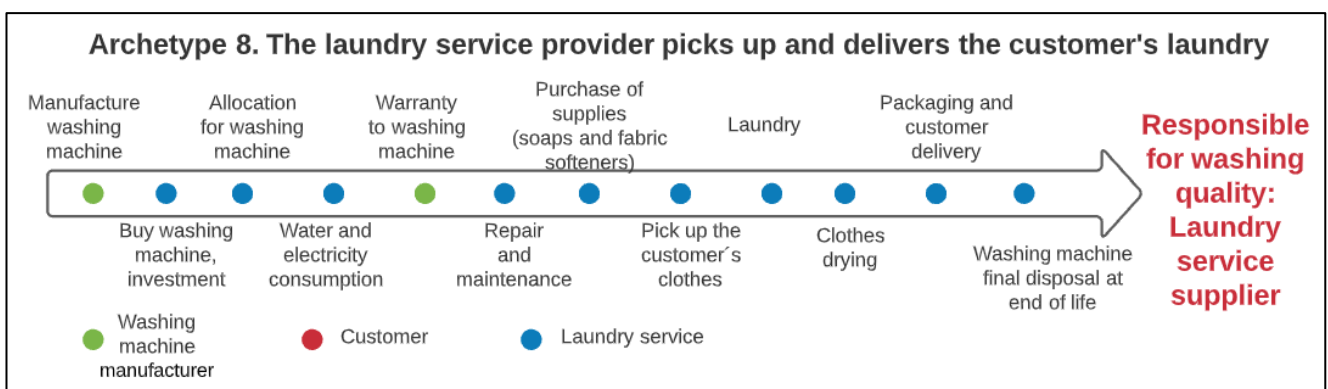 Archetype 8. The laundry service provider picks up and delivers the customer's laundry
Manufacture
washing
machine
Allocation
for washing
machine
Warranty
to washing
machine
Purchase of
supplies
(soaps and fabric
softeners)
Laundry
Packaging and
customer
delivery
Buy washing
machine,
investment
Water and
electricity
consumption
Repair
and
maintenance
Pick up the
customer´s
clothes
Clothes
drying
Washing machine
final disposal at
end of life
Responsible
for washing
quality:
Laundry
service
supplier
Washing
machine
manufacturer
Customer
Laundry service